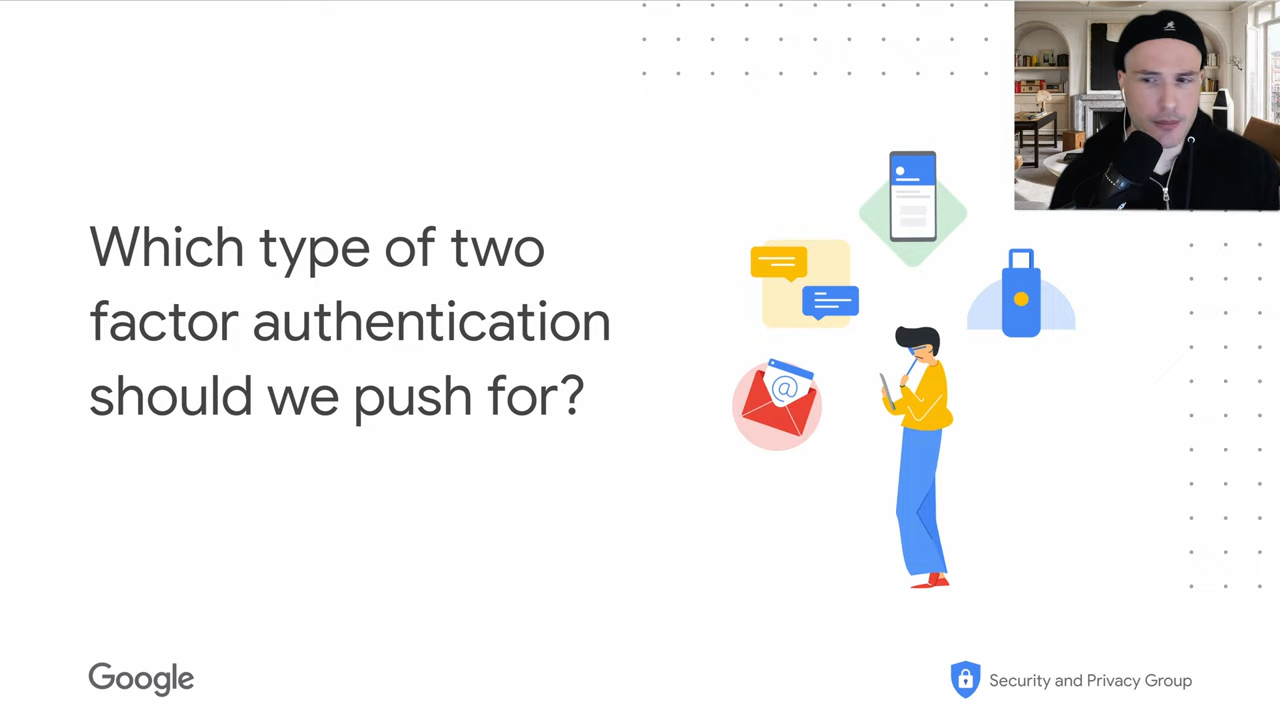 Which type of two
factor authentication
should we push for?
@
Google
Security and Privacy Group